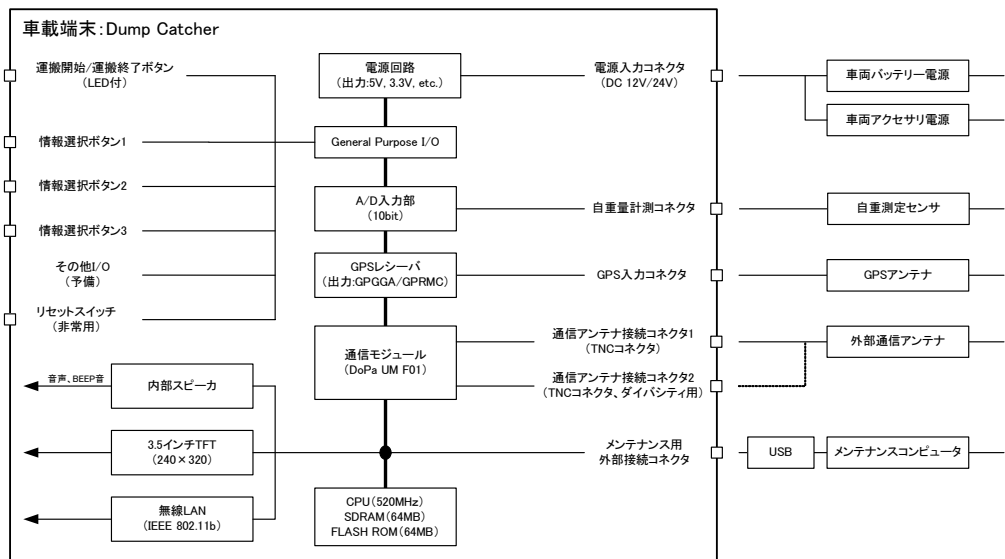 車載端末:Dump Catcher
運搬開始/運搬終了ボタン
(LED付)
情報選択ボタン1
情報選択ボタン2
情報選択ボタン3
その他I/O
(予備)
リセットスイッチ
(非常用)
音声、BEEP音
内部スピーカ
3.5インチTFT
(240×320)
無線LAN
(IEEE 802.11b)
電源回路
(出力:5V, 3.3V, etc.)
General Purpose I/O
A/D入力部
(10bit)
GPSレシーバ
(出力:GPGGA/GPRMC)
通信モジュール
(DoPa UM F01)
CPU(520MHz)
SDRAM(64MB)
FLASH ROM(64MB)
電源入力コネクタ
(DC 12V/24V)
自重量計測コネクタ
GPS入力コネクタ
通信アンテナ接続コネクタ1
(TNCコネクタ)
通信アンテナ接続コネクタ2
(TNCコネクタ、ダイバシティ用)
メンテナンス用
外部接続コネクタ
車両バッテリー電源
車両アクセサリ電源
自重測定センサ
GPSアンテナ
外部通信アンテナ
USB
メンテナンスコンピュータ